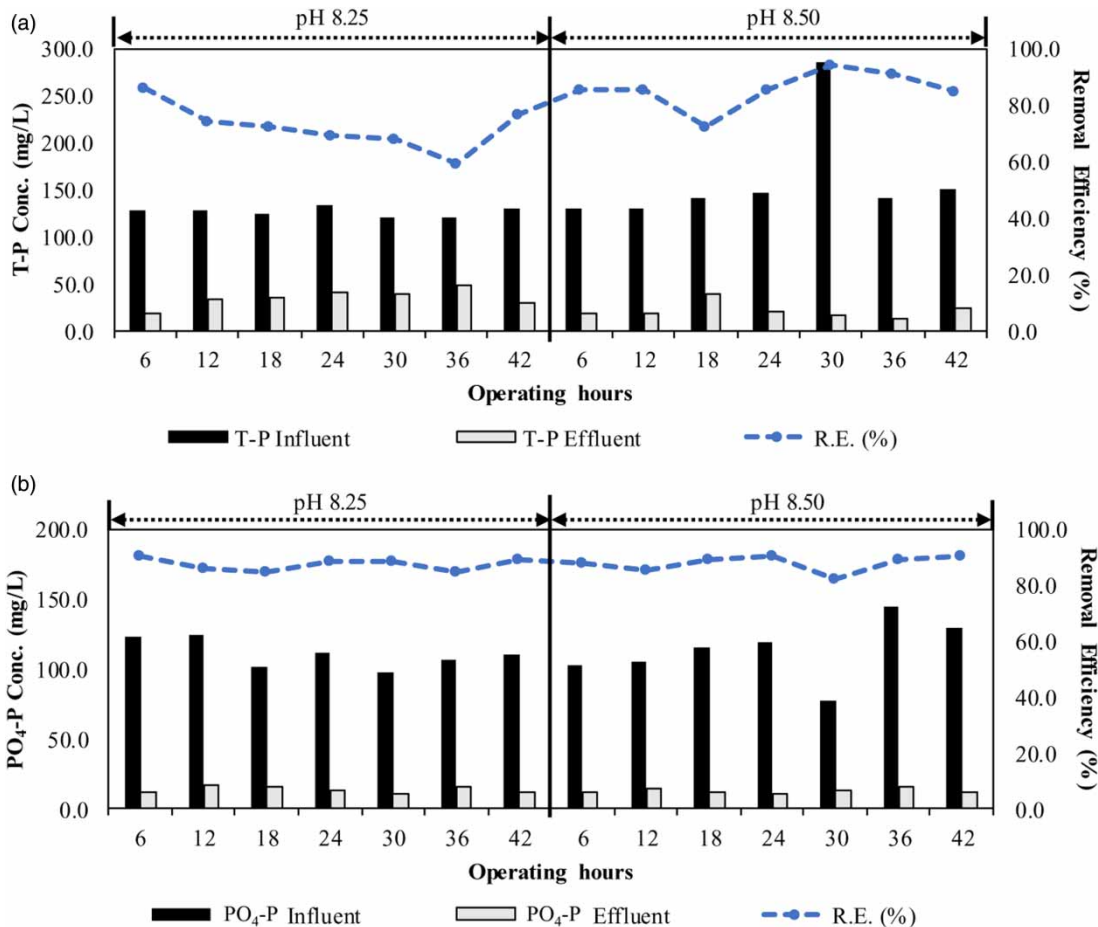 (a)
pH 8.25 pH 8.50
300.0 100.0
250.0 80.0
200.0 60.0
150.0 40.0
100.0 20.0
50.0 0.0
0.0
T-P Conc. (mg/L)
Removal Efficiency (%)
6 12 18 24 30 36 42 6 12 18 24 30 36 42
Operating hours
T-P Influent T-P Effluent R.E. (%)
(b)
pH 8.25 pH 8.50
200.0 100.0
150.0 80.0
100.0 60.0
50.0 40.0
0.0 20.0
0.0
PO₄-P Conc. (mg/L)
Removal Efficiency (%)
6 12 18 24 30 36 42 6 12 18 24 30 36 42
Operating hours
PO₄-P Influent PO₄-P Effluent R.E. (%)